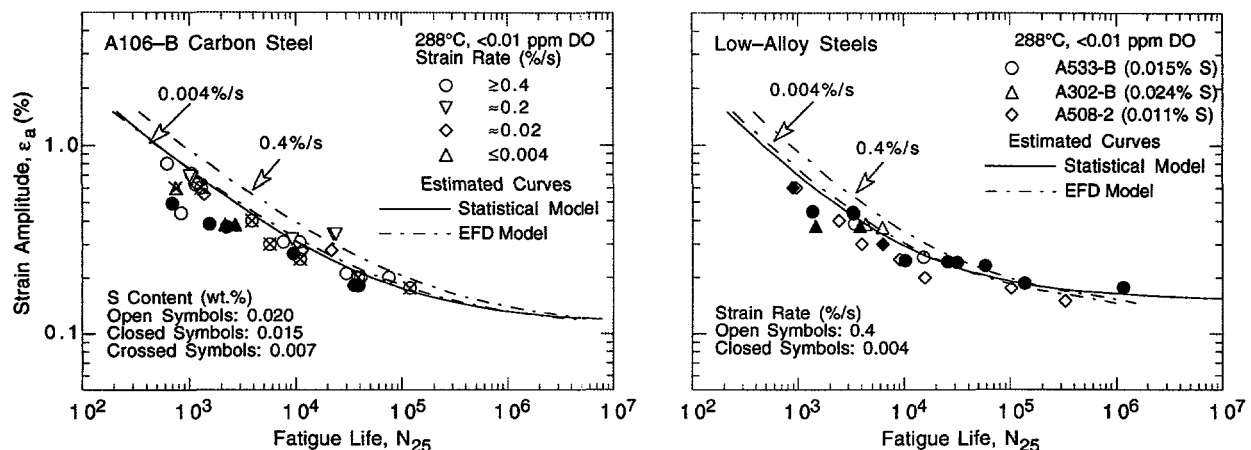 A106–B Carbon Steel
288°C, <0.01 ppm DO
Strain Rate (%/s)
≥0.4
≈0.2
≈0.02
≤0.004
Estimated Curves
Statistical Model
EFD Model
0.004%/s
0.4%/s
S Content (wt.%)
Open Symbols: 0.020
Closed Symbols: 0.015
Crossed Symbols: 0.007
Strain Amplitude, εa (%)
1.0
0.1
10² 10³ 10⁴ 10⁵ 10⁶ 10⁷
Fatigue Life, N25
Low–Alloy Steels
288°C, <0.01 ppm DO
A533-B (0.015% S)
A302-B (0.024% S)
A508-2 (0.011% S)
Estimated Curves
Statistical Model
EFD Model
0.004%/s
0.4%/s
Strain Rate (%/s)
Open Symbols: 0.4
Closed Symbols: 0.004
10² 10³ 10⁴ 10⁵ 10⁶ 10⁷
Fatigue Life, N25